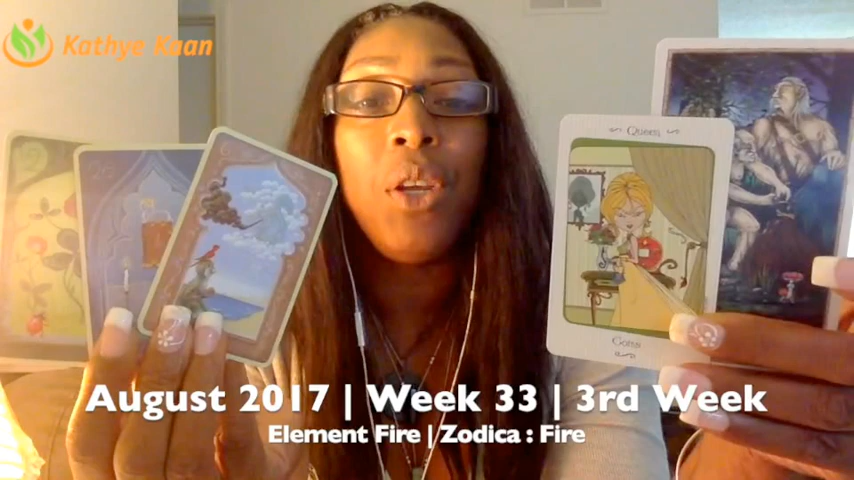 Kathye Kaan
Queen
Coins
August 2017 | Week 33 | 3rd Week
Element Fire | Zodica : Fire